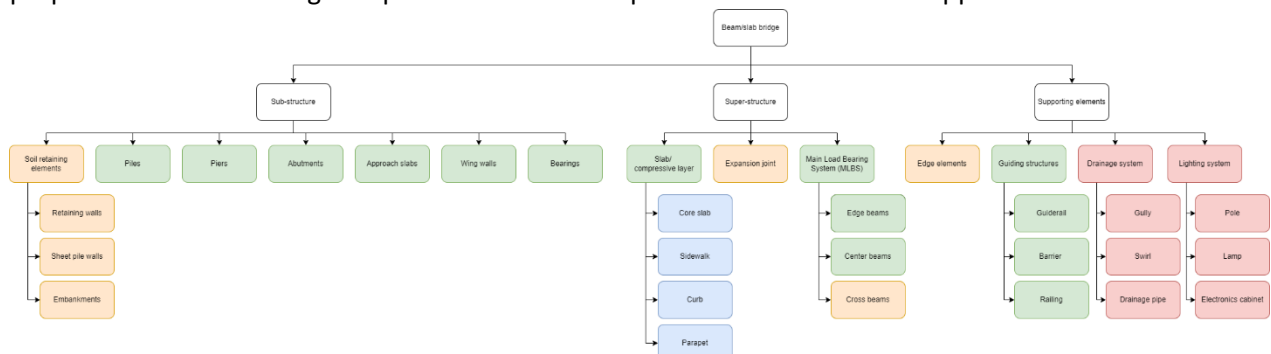 Beam/slab bridge
Sub-structure
Super-structure
Supporting elements
Soil retaining
elements
Piles
Piers
Abutments
Approach slabs
Wing walls
Bearings
Slab/
compressive layer
Expansion joint
Main Load Bearing
System (MLBS)
Edge elements
Guiding structures
Drainage system
Lighting system
Retaining walls
Core slab
Edge beams
Guiderail
Gully
Pole
Sheet pile walls
Sidewalk
Center beams
Barrier
Swirl
Lamp
Embankments
Curb
Cross beams
Railing
Drainage pipe
Electronics cabinet
Parapet